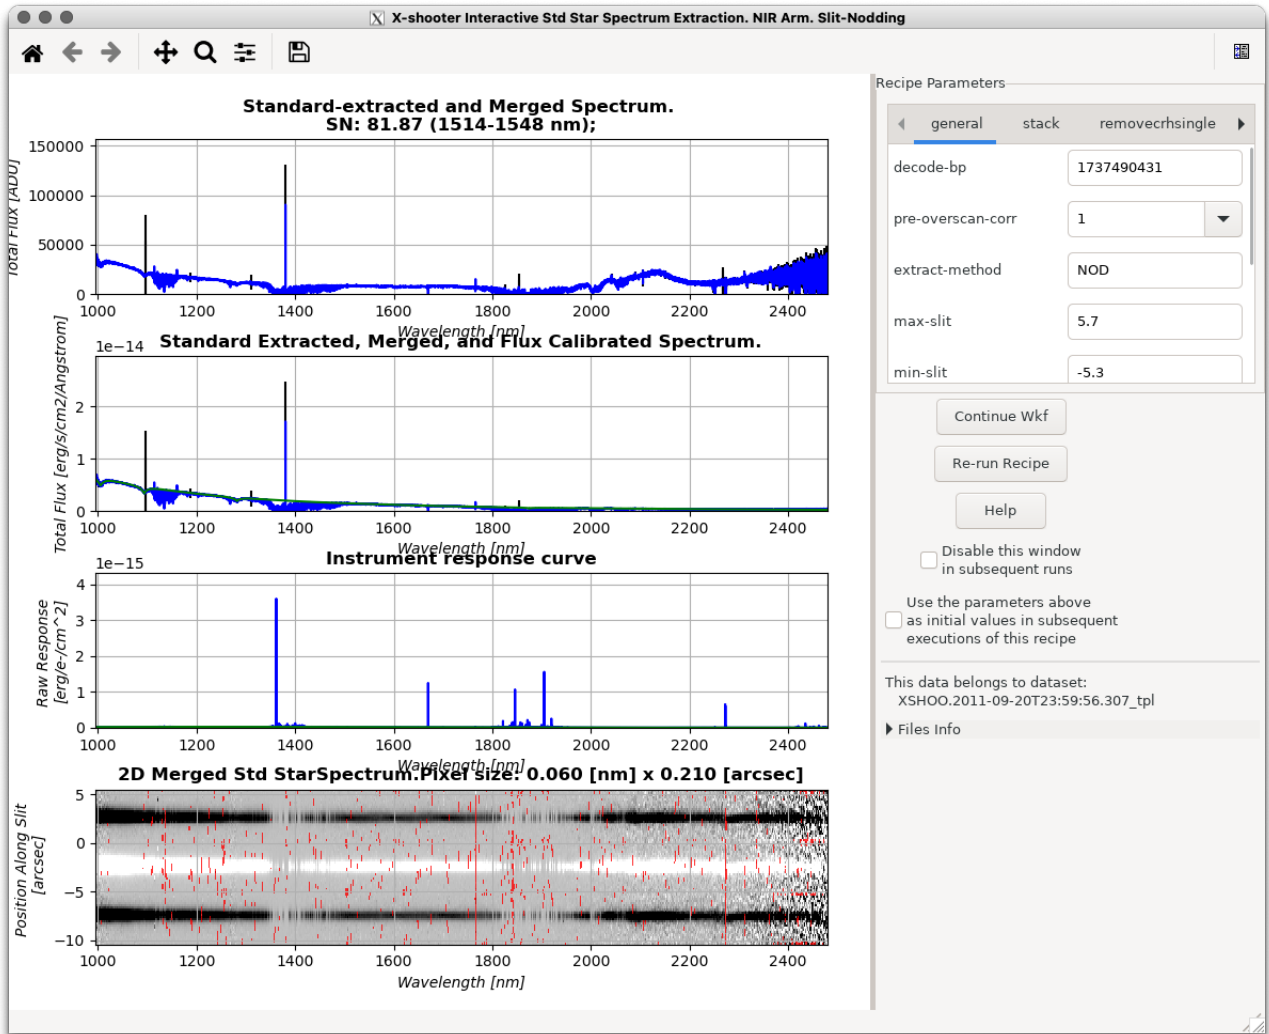 X-shooter Interactive Std Star Spectrum Extraction. NIR Arm. Slit-Nodding
Standard-extracted and Merged Spectrum.
SN: 81.87 (1514-1548 nm);
Total Flux [ADU]
150000
100000
50000
0
1000 1200 1400 1600 1800 2000 2200 2400
Wavelength [nm]
1e−14 Standard Extracted, Merged, and Flux Calibrated Spectrum.
Total Flux [erg/s/cm2/Angstrom]
2
1
0
1000 1200 1400 1600 1800 2000 2200 2400
Wavelength [nm]
1e−15 Instrument response curve
Raw Response
[erg/e-/cm^2]
4
3
2
1
0
1000 1200 1400 1600 1800 2000 2200 2400
Wavelength [nm]
2D Merged Std StarSpectrum.Pixel size: 0.060 [nm] x 0.210 [arcsec]
Position Along Slit
[arcsec]
5
0
−5
−10
1000 1200 1400 1600 1800 2000 2200 2400
Wavelength [nm]
Recipe Parameters
general stack removecrhsingle
decode-bp 1737490431
pre-overscan-corr 1
extract-method NOD
max-slit 5.7
min-slit -5.3
Continue Wkf
Re-run Recipe
Help
Disable this window
in subsequent runs
Use the parameters above
as initial values in subsequent
executions of this recipe
This data belongs to dataset:
XSHOO.2011-09-20T23:59:56.307_tpl
Files Info